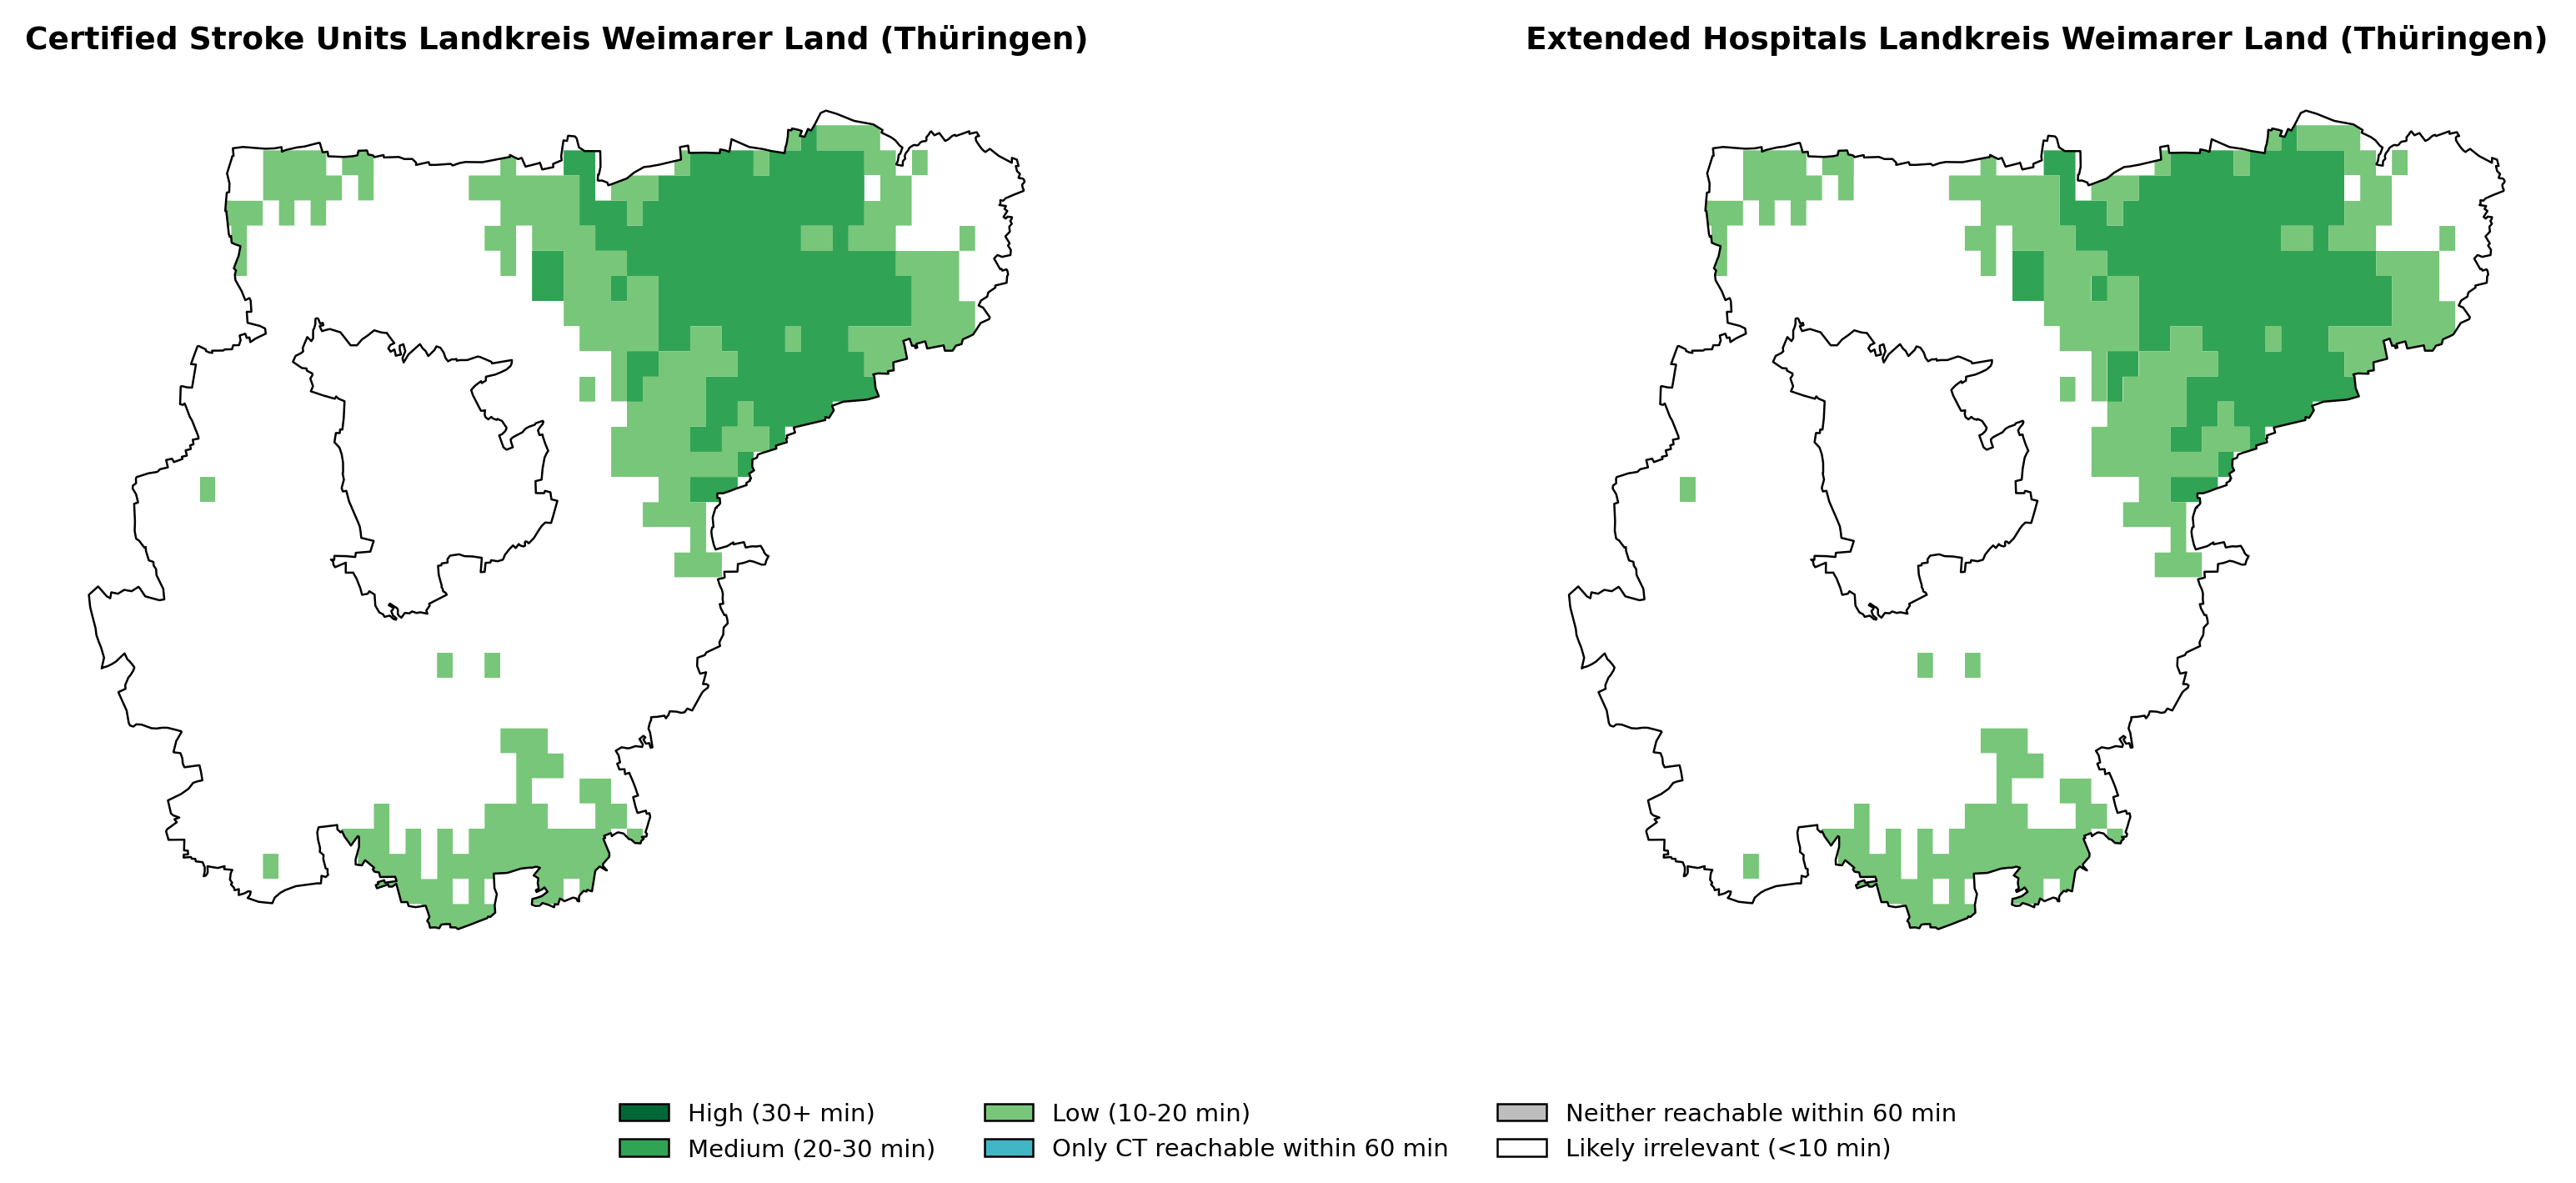 Certified Stroke Units Landkreis Weimarer Land (Thüringen)
Extended Hospitals Landkreis Weimarer Land (Thüringen)
High (30+ min)
Medium (20-30 min)
Low (10-20 min)
Only CT reachable within 60 min
Neither reachable within 60 min
Likely irrelevant (<10 min)